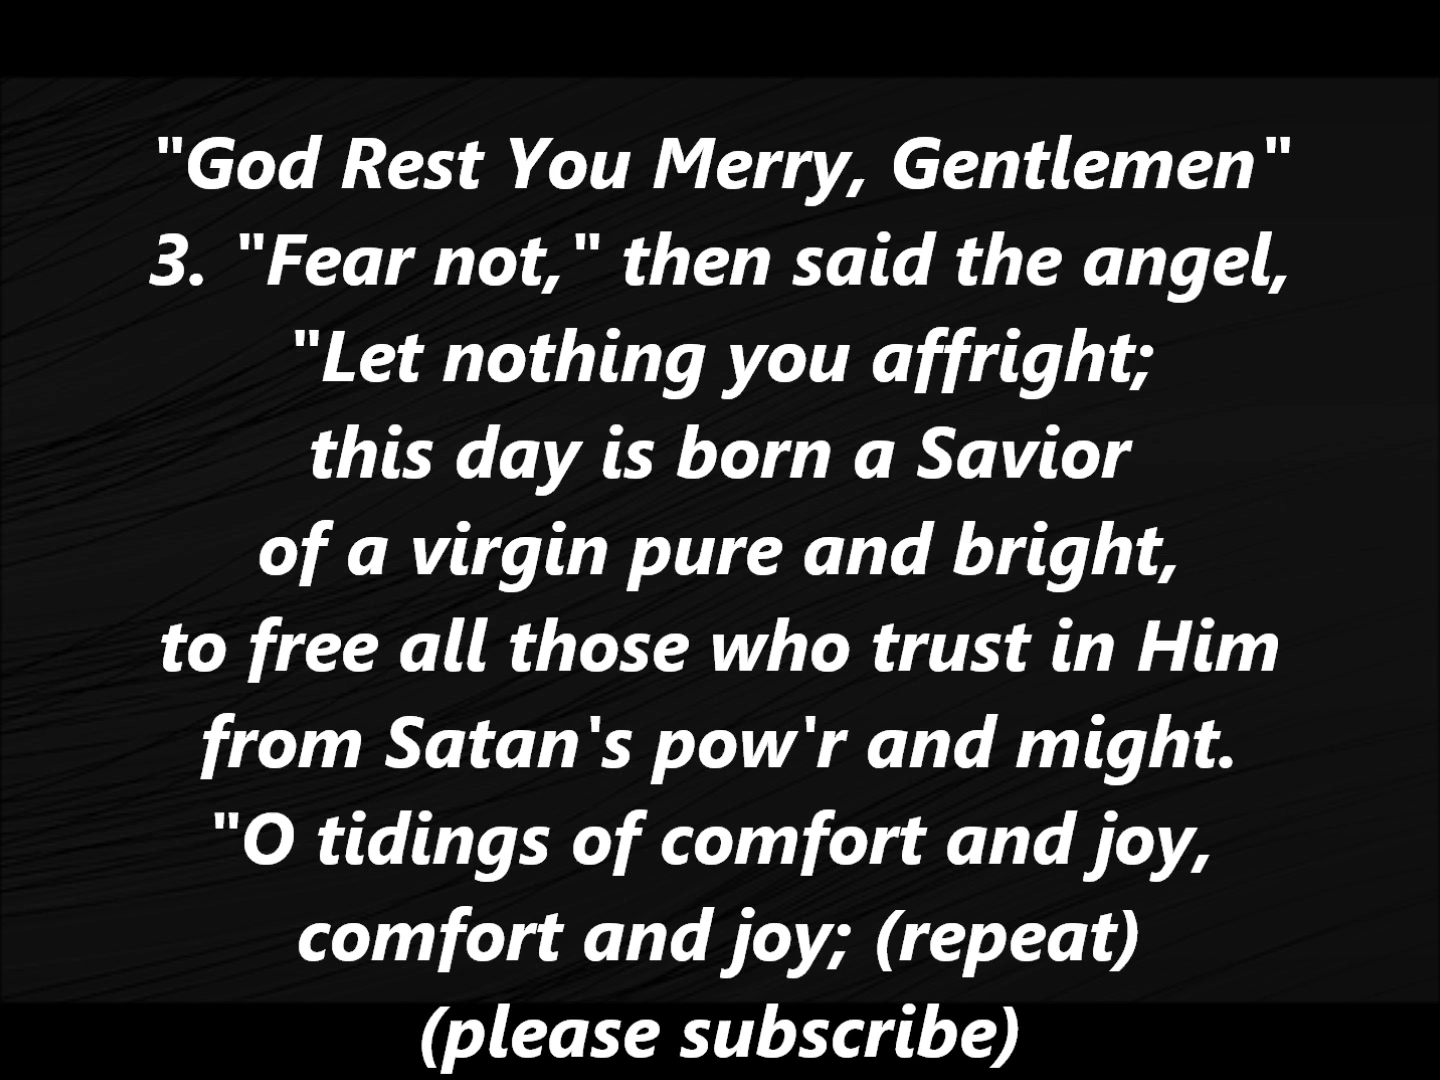 "God Rest You Merry, Gentlemen"
3. "Fear not," then said the angel,
"Let nothing you affright;
this day is born a Savior
of a virgin pure and bright,
to free all those who trust in Him
from Satan's pow'r and might.
"O tidings of comfort and joy,
comfort and joy; (repeat)
(please subscribe)